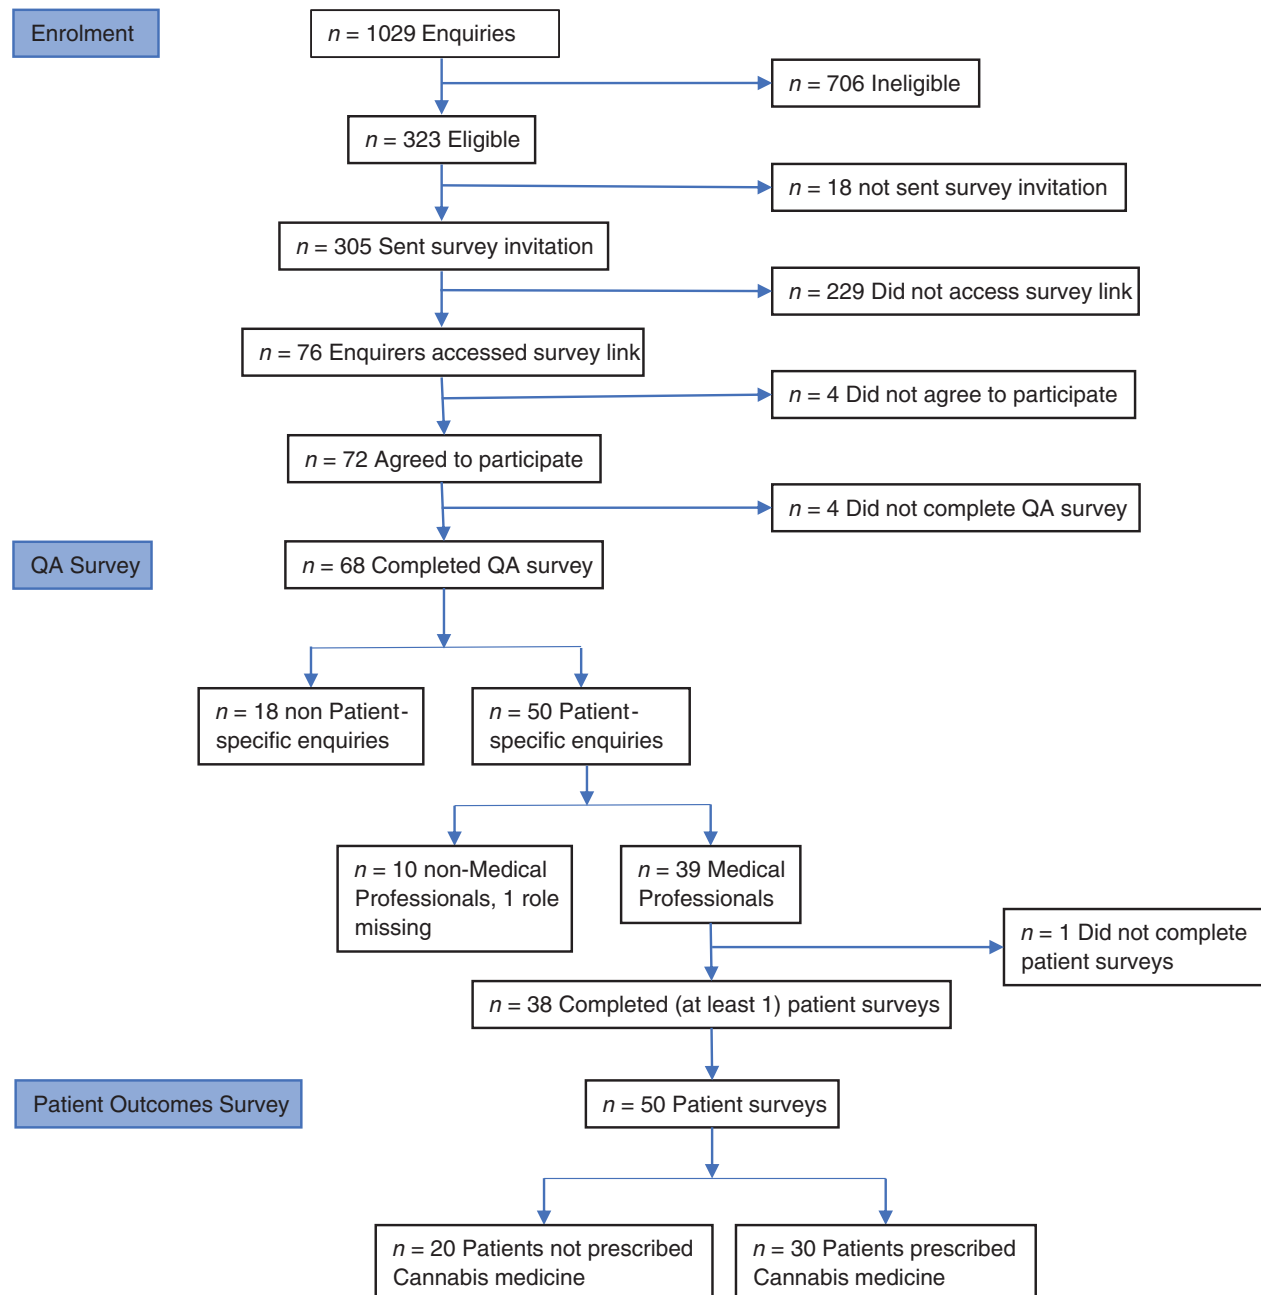 Enrolment
n = 1029 Enquiries
n = 706 Ineligible
n = 323 Eligible
n = 18 not sent survey invitation
n = 305 Sent survey invitation
n = 229 Did not access survey link
n = 76 Enquirers accessed survey link
n = 4 Did not agree to participate
n = 72 Agreed to participate
n = 4 Did not complete QA survey
QA Survey
n = 68 Completed QA survey
n = 18 non Patient-
specific enquiries
n = 50 Patient-
specific enquiries
n = 10 non-Medical
Professionals, 1 role
missing
n = 39 Medical
Professionals
n = 1 Did not complete
patient surveys
n = 38 Completed (at least 1) patient surveys
Patient Outcomes Survey
n = 50 Patient surveys
n = 20 Patients not prescribed
Cannabis medicine
n = 30 Patients prescribed
Cannabis medicine